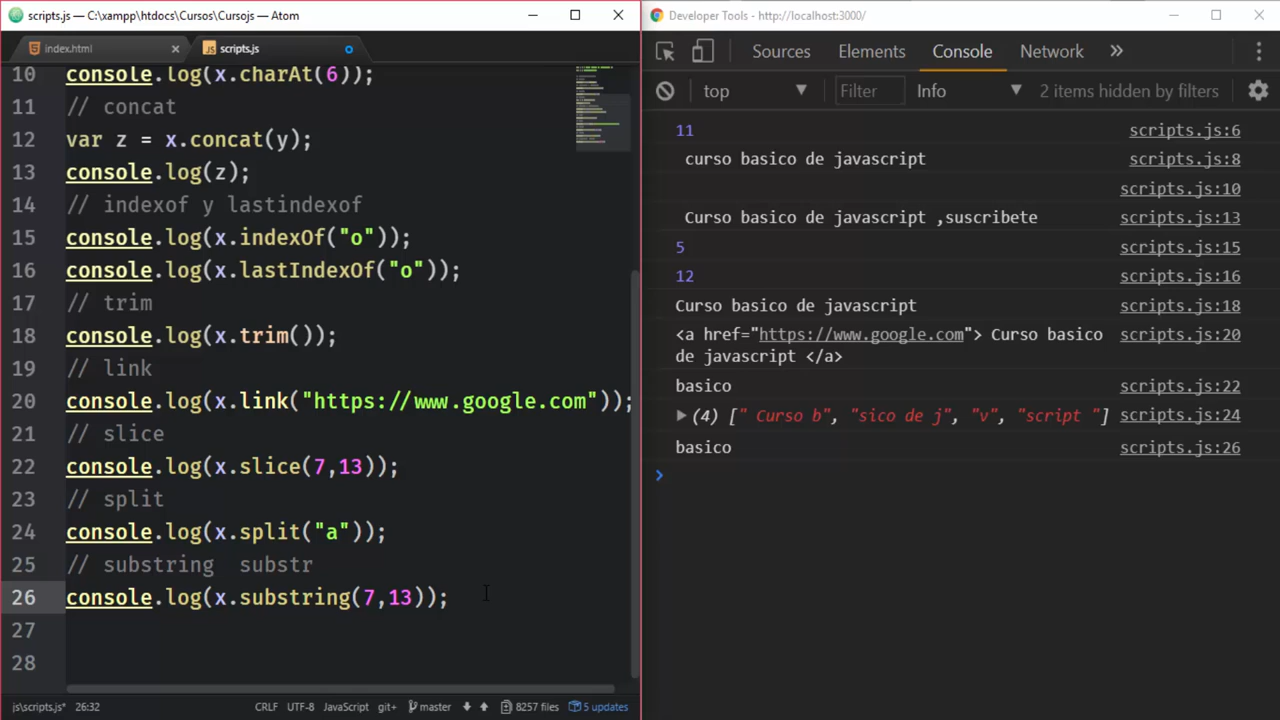 scripts.js — C:\xampp\htdocs\Cursos\Cursojs — Atom
index.html
scripts.js
10 console.log(x.charAt(6));
11 // concat
12 var z = x.concat(y);
13 console.log(z);
14 // indexof y lastindexof
15 console.log(x.indexOf("o"));
16 console.log(x.lastIndexOf("o"));
17 // trim
18 console.log(x.trim());
19 // link
20 console.log(x.link("https://www.google.com"));
21 // slice
22 console.log(x.slice(7,13));
23 // split
24 console.log(x.split("a"));
25 // substring  substr
26 console.log(x.substring(7,13));
27
28
js\scripts.js* 26:32 CRLF UTF-8 JavaScript git+ master 8257 files 5 updates
Developer Tools - http://localhost:3000/
Sources Elements Console Network »
top Filter Info 2 items hidden by filters
11 scripts.js:6
curso basico de javascript scripts.js:8
scripts.js:10
Curso basico de javascript ,suscribete scripts.js:13
5 scripts.js:15
12 scripts.js:16
Curso basico de javascript scripts.js:18
<a href="https://www.google.com"> Curso basico scripts.js:20
de javascript </a>
basico scripts.js:22
(4) [" Curso b", "sico de j", "v", "script "] scripts.js:24
basico scripts.js:26